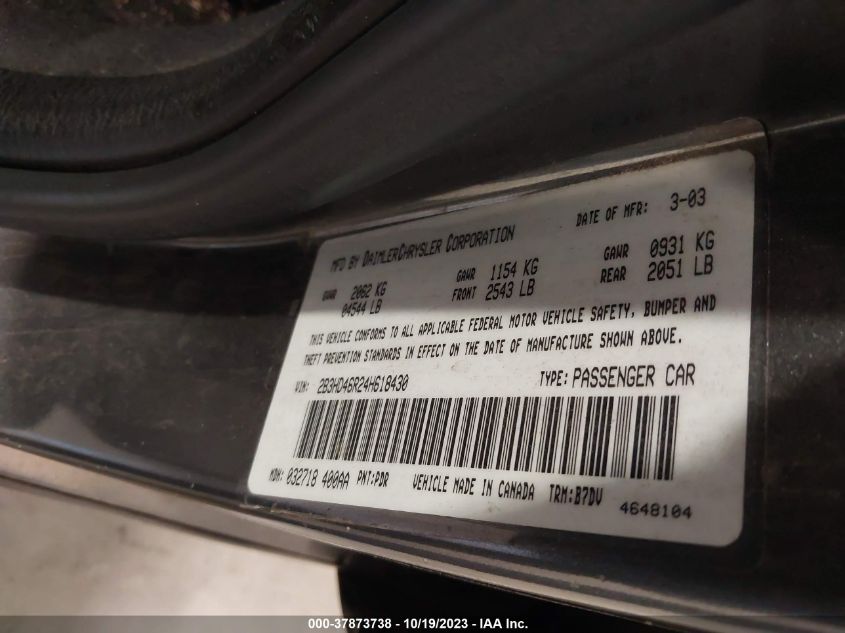 MFD BY DAIMLERCHRYSLER CORPORATION DATE OF MFR: 3-03
GVWR 2062 KG GAWR 1154 KG GAWR 0931 KG
04544 LB FRONT 2543 LB REAR 2051 LB
THIS VEHICLE CONFORMS TO ALL APPLICABLE FEDERAL MOTOR VEHICLE SAFETY, BUMPER AND
THEFT PREVENTION STANDARDS IN EFFECT ON THE DATE OF MANUFACTURE SHOWN ABOVE.
VIN: 2B3HD46R24H618430 TYPE: PASSENGER CAR
MDH: 032718 400AA PNT:PDR VEHICLE MADE IN CANADA TRM:B7DV
4648104
000-37873738 - 10/19/2023 - IAA Inc.